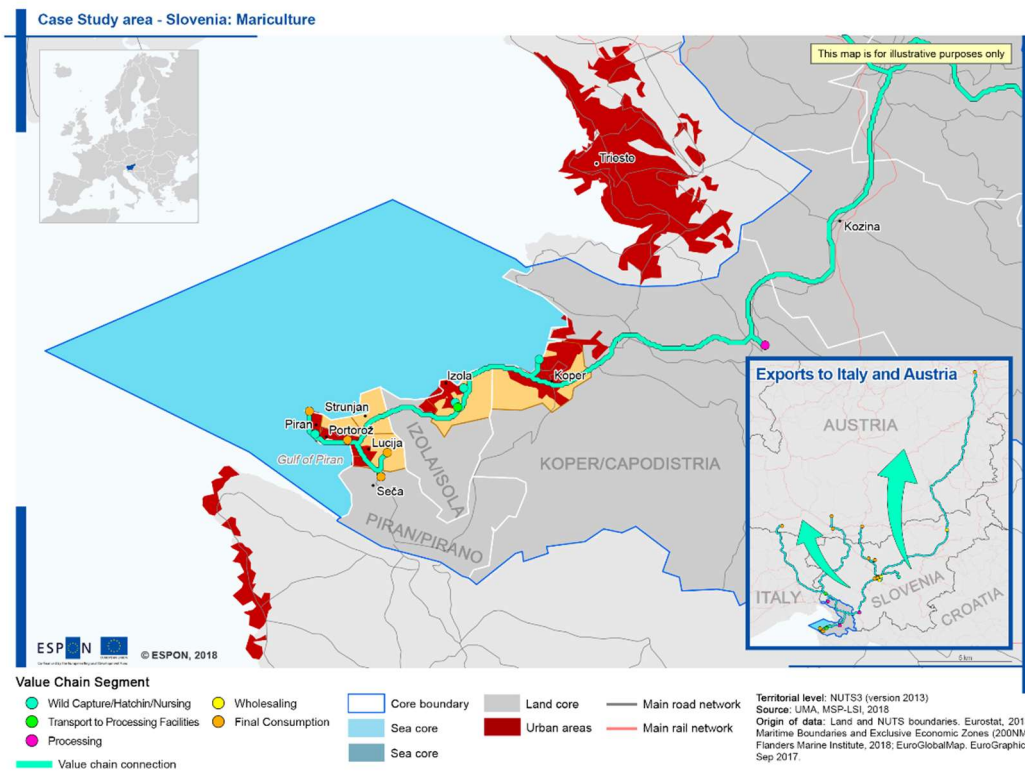 Case Study area - Slovenia: Mariculture
This map is for illustrative purposes only
Trieste
Kozina
Koper
Izola
Strunjan
Piran
Portorož
Lucija
Gulf of Piran
Seča
IZOLA/ISOLA
KOPER/CAPODISTRIA
PIRAN/PIRANO
Exports to Italy and Austria
AUSTRIA
ITALY
SLOVENIA
CROATIA
5 km
ESPON
© ESPON, 2018
Value Chain Segment
Wild Capture/Hatchin/Nursing
Transport to Processing Facilities
Processing
Value chain connection
Wholesaling
Final Consumption
Core boundary
Sea core
Sea core
Land core
Urban areas
Main road network
Main rail network
Territorial level: NUTS3 (version 2013)
Source: UMA, MSP-LSI, 2018
Origin of data: Land and NUTS boundaries. Eurostat, 201
Maritime Boundaries and Exclusive Economic Zones (200NM
Flanders Marine Institute, 2018; EuroGlobalMap. EuroGraphic
Sep 2017.